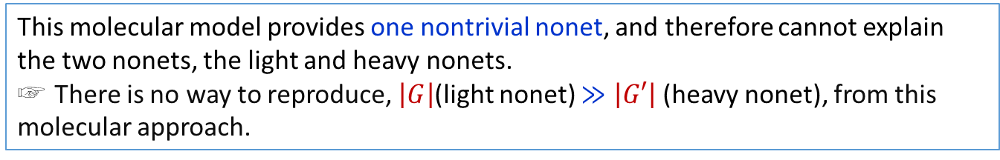 This molecular model provides one nontrivial nonet, and therefore cannot explain
the two nonets, the light and heavy nonets.
☞ There is no way to reproduce, |G|(light nonet) ≫ |G′| (heavy nonet), from this
molecular approach.